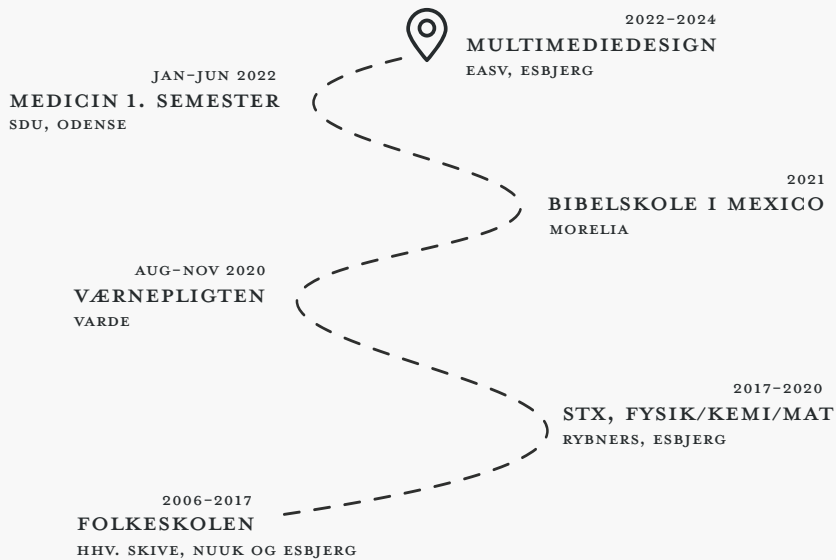 2022–2024
MULTIMEDIEDESIGN
EASV, ESBJERG
JAN–JUN 2022
MEDICIN 1. SEMESTER
SDU, ODENSE
2021
BIBELSKOLE I MEXICO
MORELIA
AUG–NOV 2020
VÆRNEPLIGTEN
VARDE
2017–2020
STX, FYSIK/KEMI/MAT
RYBNERS, ESBJERG
2006–2017
FOLKESKOLEN
HHV. SKIVE, NUUK OG ESBJERG